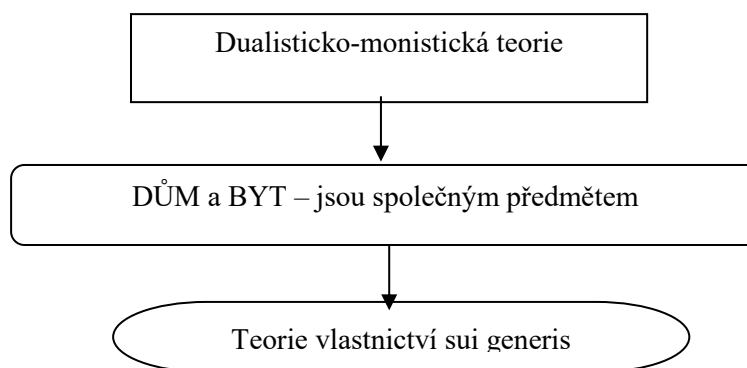 Dualisticko-monistická teorie
DŮM a BYT – jsou společným předmětem
Teorie vlastnictví sui generis